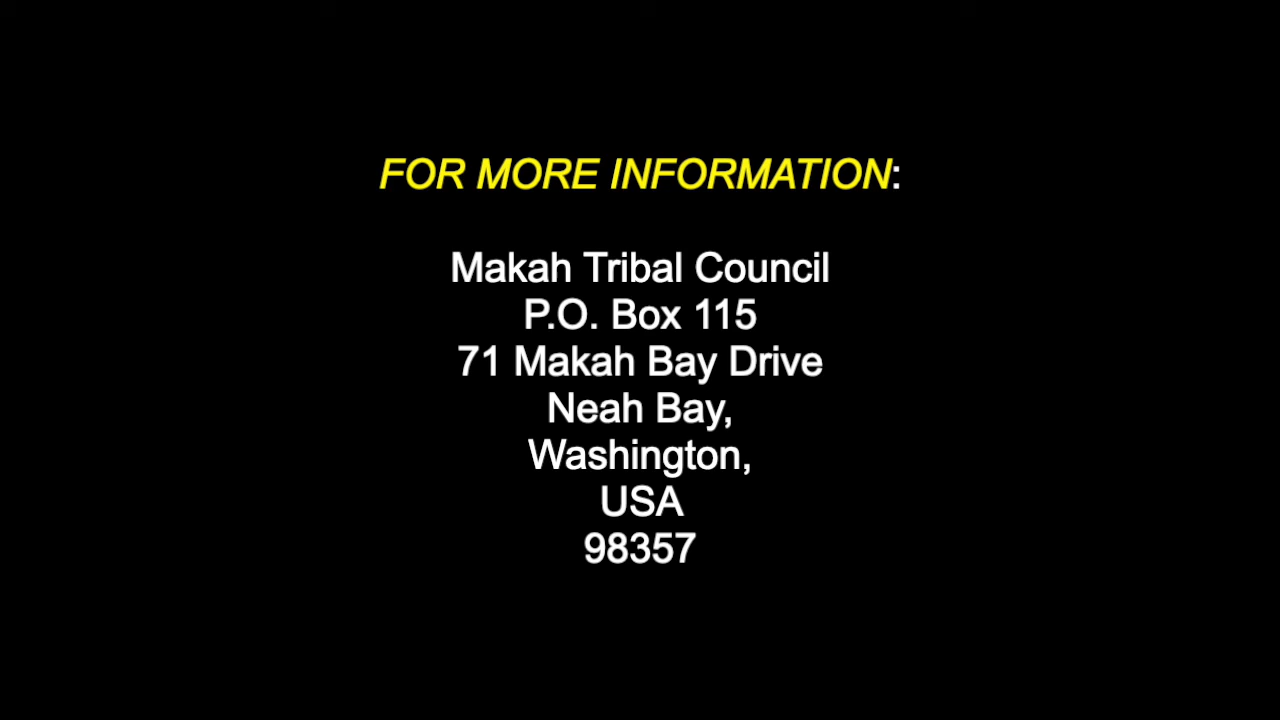 FOR MORE INFORMATION:
Makah Tribal Council
P.O. Box 115
71 Makah Bay Drive
Neah Bay,
Washington,
USA
98357